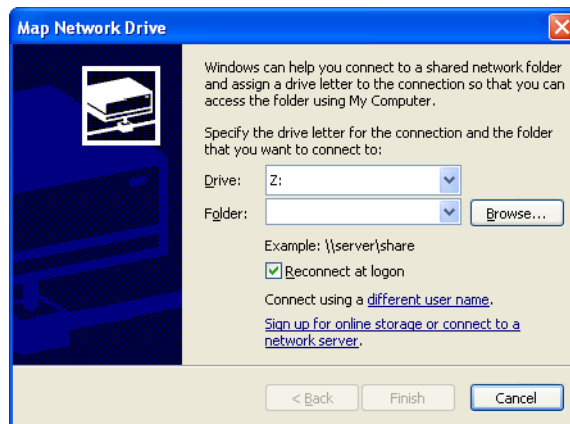 Map Network Drive
Windows can help you connect to a shared network folder
and assign a drive letter to the connection so that you can
access the folder using My Computer.
Specify the drive letter for the connection and the folder
that you want to connect to:
Drive: Z:
Folder: Browse...
Example: \\server\share
Reconnect at logon
Connect using a different user name.
Sign up for online storage or connect to a
network server.
< Back Finish Cancel